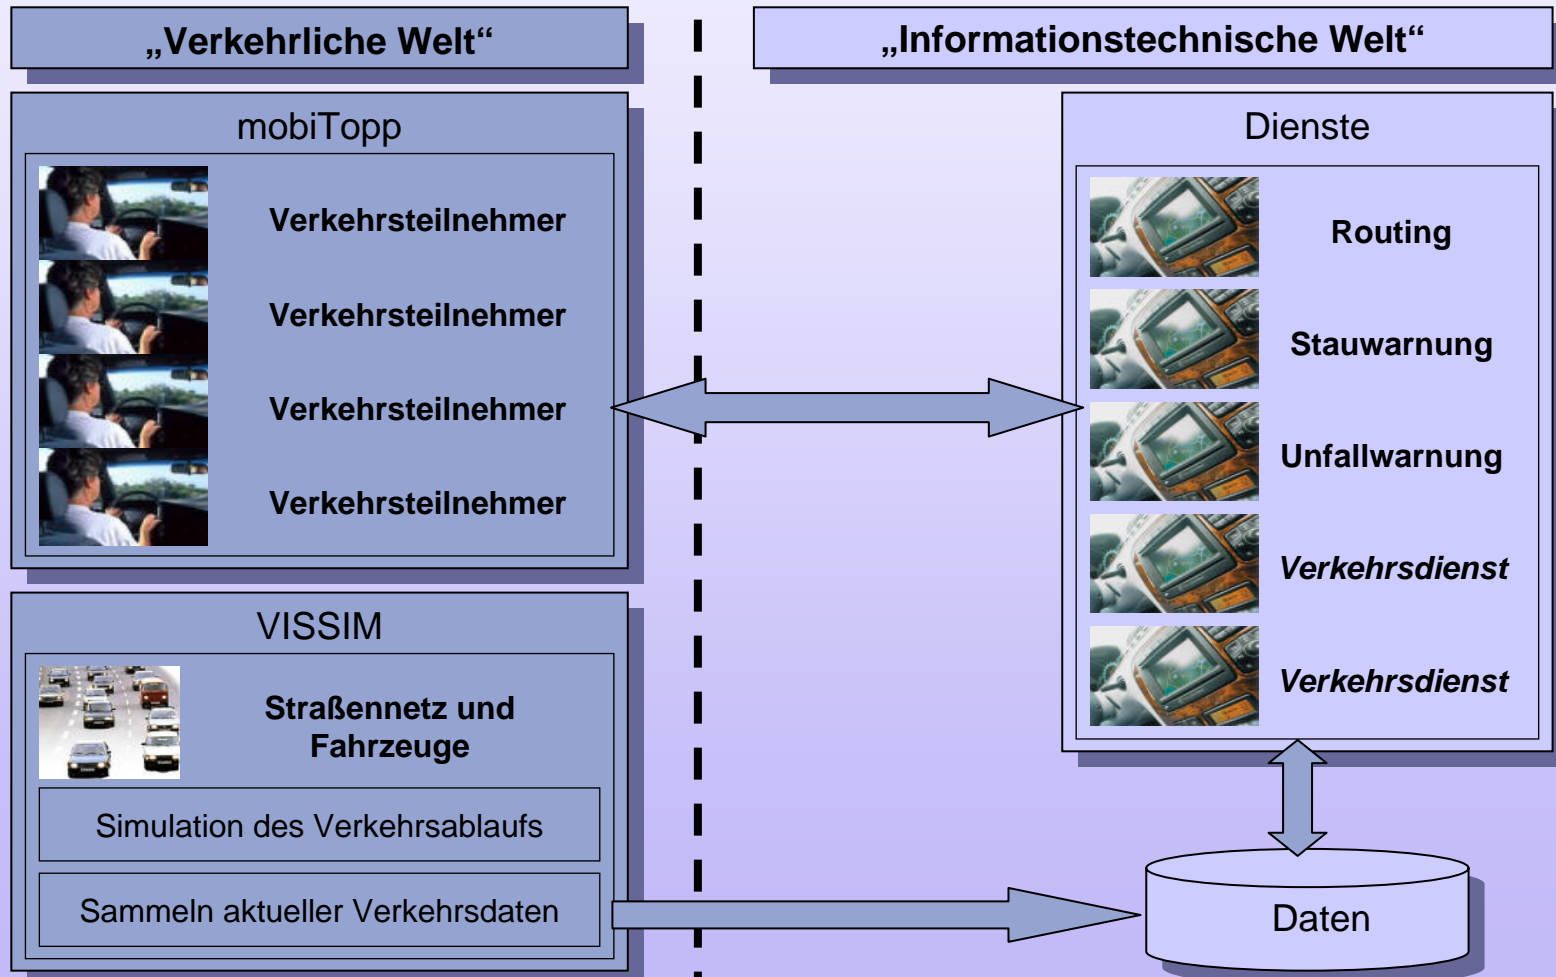 „Verkehrliche Welt“
„Informationstechnische Welt“
mobiTopp
Verkehrsteilnehmer
Verkehrsteilnehmer
Verkehrsteilnehmer
Verkehrsteilnehmer
VISSIM
Straßennetz und
Fahrzeuge
Simulation des Verkehrsablaufs
Sammeln aktueller Verkehrsdaten
Dienste
Routing
Stauwarnung
Unfallwarnung
Verkehrsdienst
Verkehrsdienst
Daten